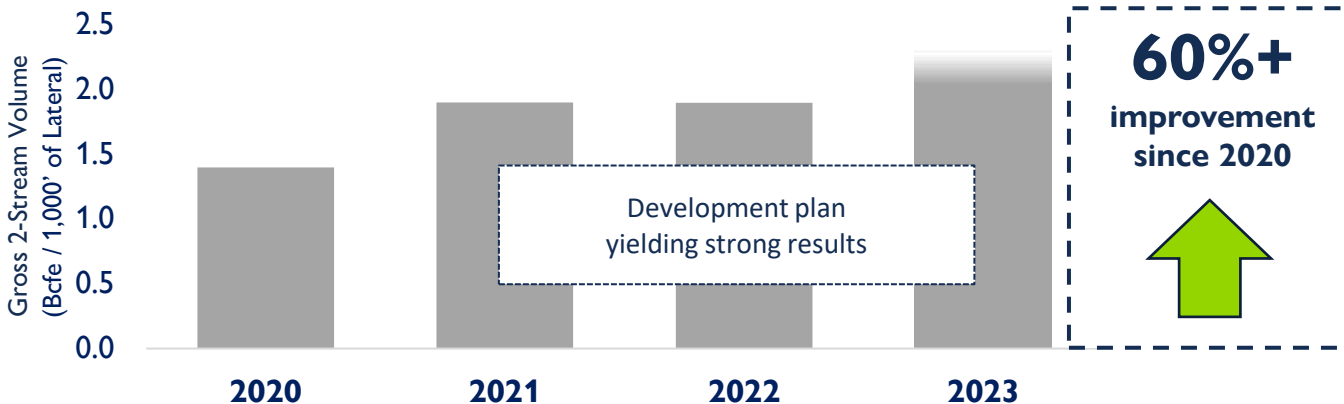 Gross 2-Stream Volume
(Bcfe / 1,000’ of Lateral)
2.5
2.0
1.5
1.0
0.5
0.0
2020
2021
2022
2023
Development plan
yielding strong results
60%+
improvement
since 2020